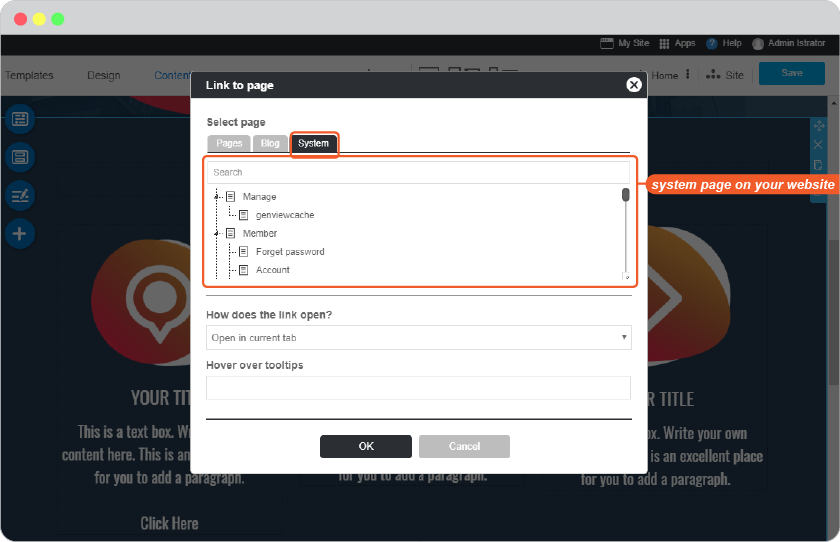 My Site Apps ? Help Admin Istrator
Templates Design Conten Home Site Save
Link to page
Select page
Pages Blog System
Search
Manage
genviewcache
Member
Forget password
Account
system page on your website
How does the link open?
Open in current tab
Hover over tooltips
OK Cancel
YOUR TIT
R TITLE
This is a text box. Wr
ox. Write your own
content here. This is an
is an excellent place
for you to add a paragraph.
for you to add a paragraph.
for you to add a paragraph.
Click Here